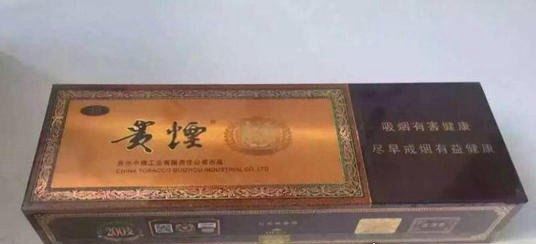 贵煙
贵州中烟工业有限责任公司出品
CHINA TOBACCO GUIZHOU INDUSTRIAL CO., LTD
吸烟有害健康
尽早戒烟有益健康
200支